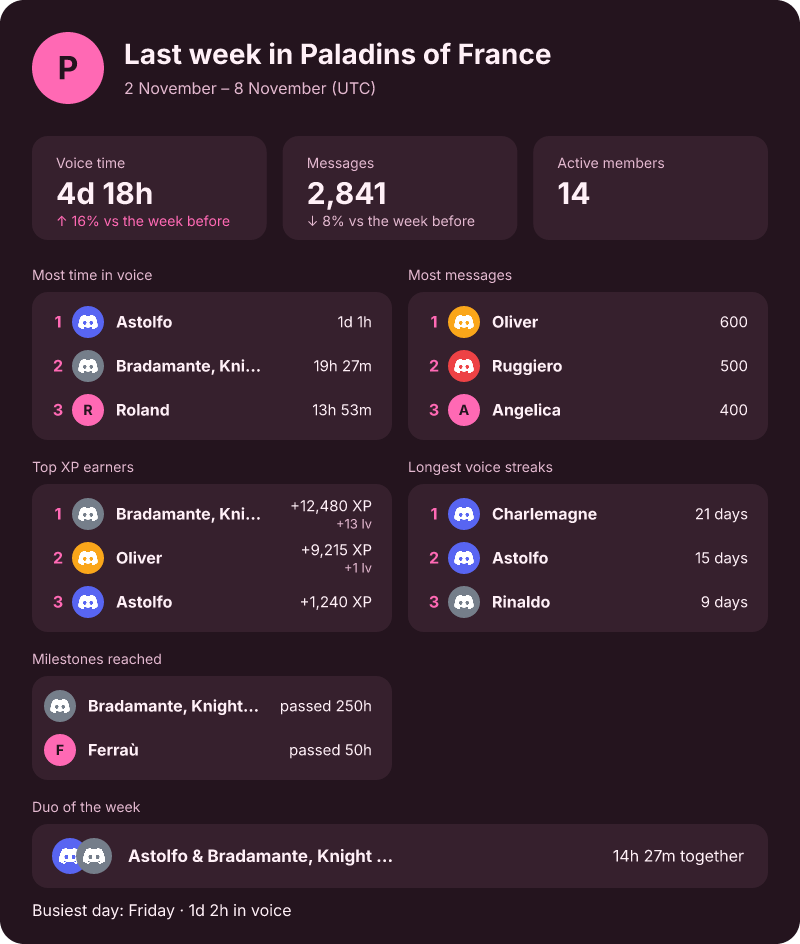 P
Last week in Paladins of France
2 November – 8 November (UTC)
Voice time
4d 18h
↑ 16% vs the week before
Messages
2,841
↓ 8% vs the week before
Active members
14
Most time in voice
1 Astolfo 1d 1h
2 Bradamante, Kni... 19h 27m
3 R Roland 13h 53m
Most messages
1 Oliver 600
2 Ruggiero 500
3 A Angelica 400
Top XP earners
1 Bradamante, Kni... +12,480 XP
+13 lv
2 Oliver +9,215 XP
+1 lv
3 Astolfo +1,240 XP
Longest voice streaks
1 Charlemagne 21 days
2 Astolfo 15 days
3 Rinaldo 9 days
Milestones reached
Bradamante, Knight... passed 250h
F Ferraù passed 50h
Duo of the week
Astolfo & Bradamante, Knight ... 14h 27m together
Busiest day: Friday · 1d 2h in voice